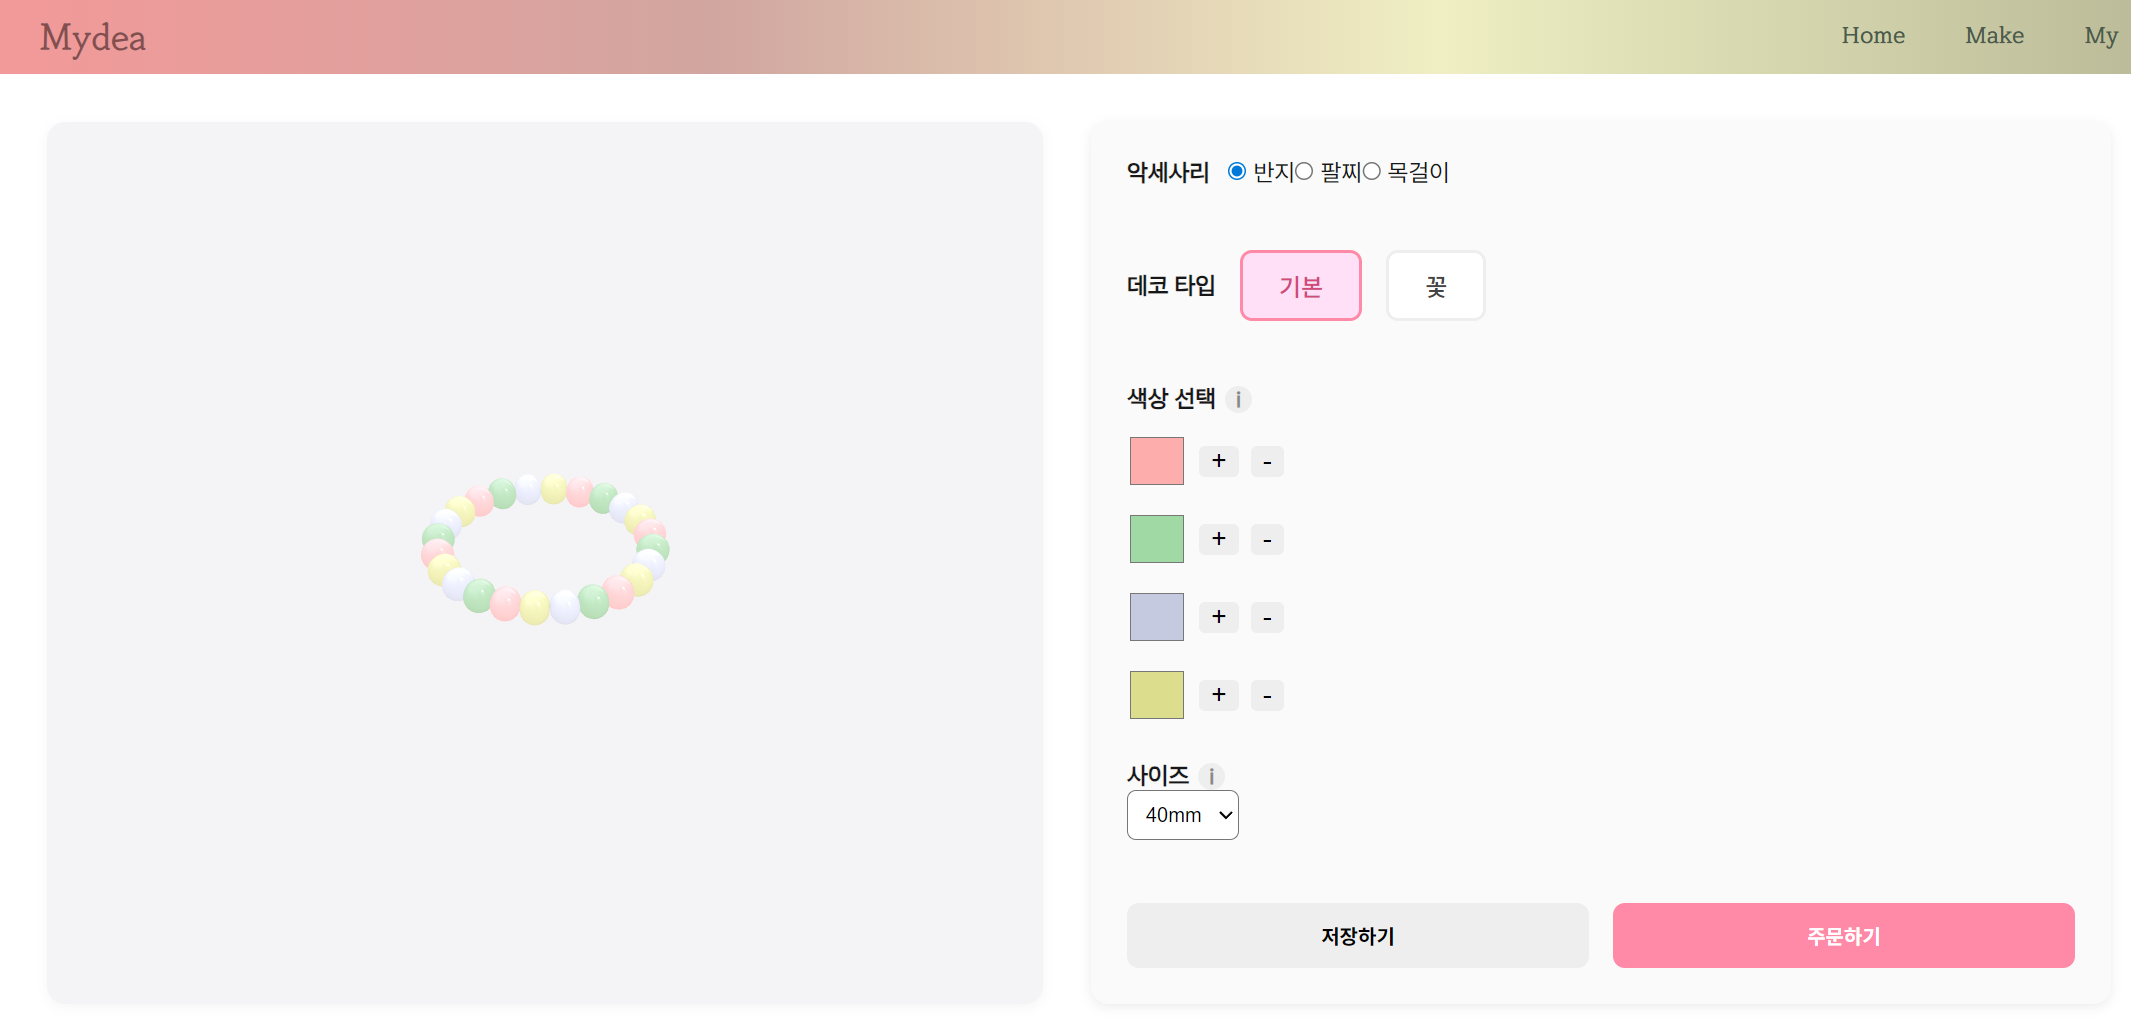 Mydea
Home Make My
악세사리 반지 팔찌 목걸이
데코 타입 기본 꽃
색상 선택 i
+ -
+ -
+ -
+ -
사이즈 i
40mm
저장하기 주문하기